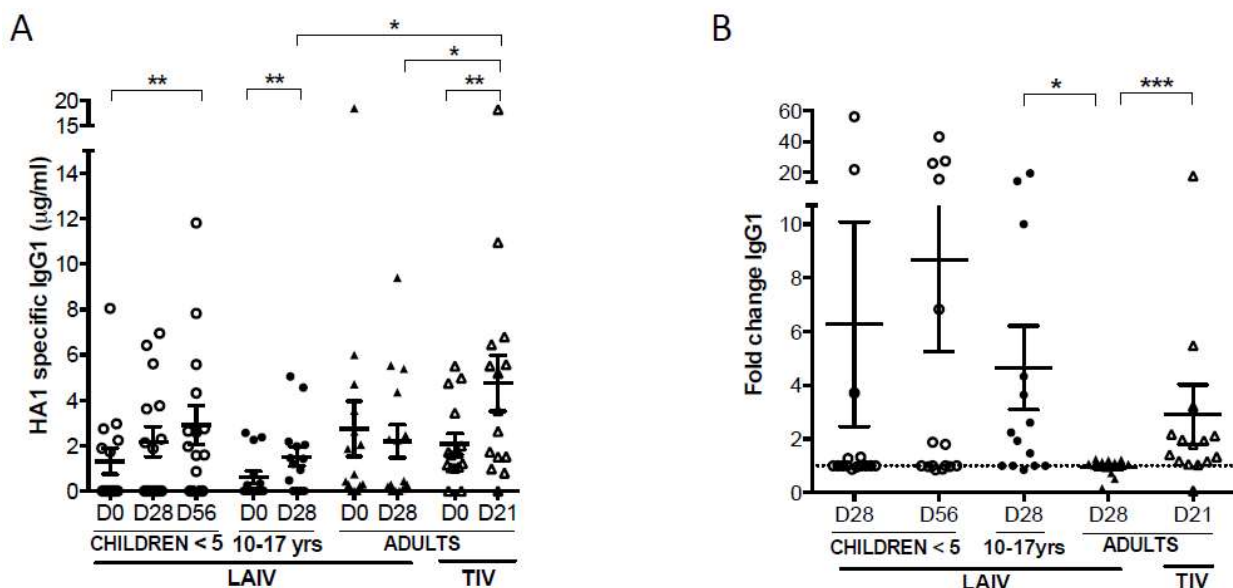 A
B
*
*
**
**
**
*
***
HA1 specific IgG1 (µg/ml)
20
15
14
12
10
8
6
4
2
0
D0 D28 D56 D0 D28 D0 D28 D0 D21
CHILDREN < 5 10-17 yrs ADULTS
LAIV TIV
Fold change IgG1
60
40
20
10
8
6
4
2
0
D28 D56 D28 D28 D21
CHILDREN < 5 10-17yrs ADULTS
LAIV TIV